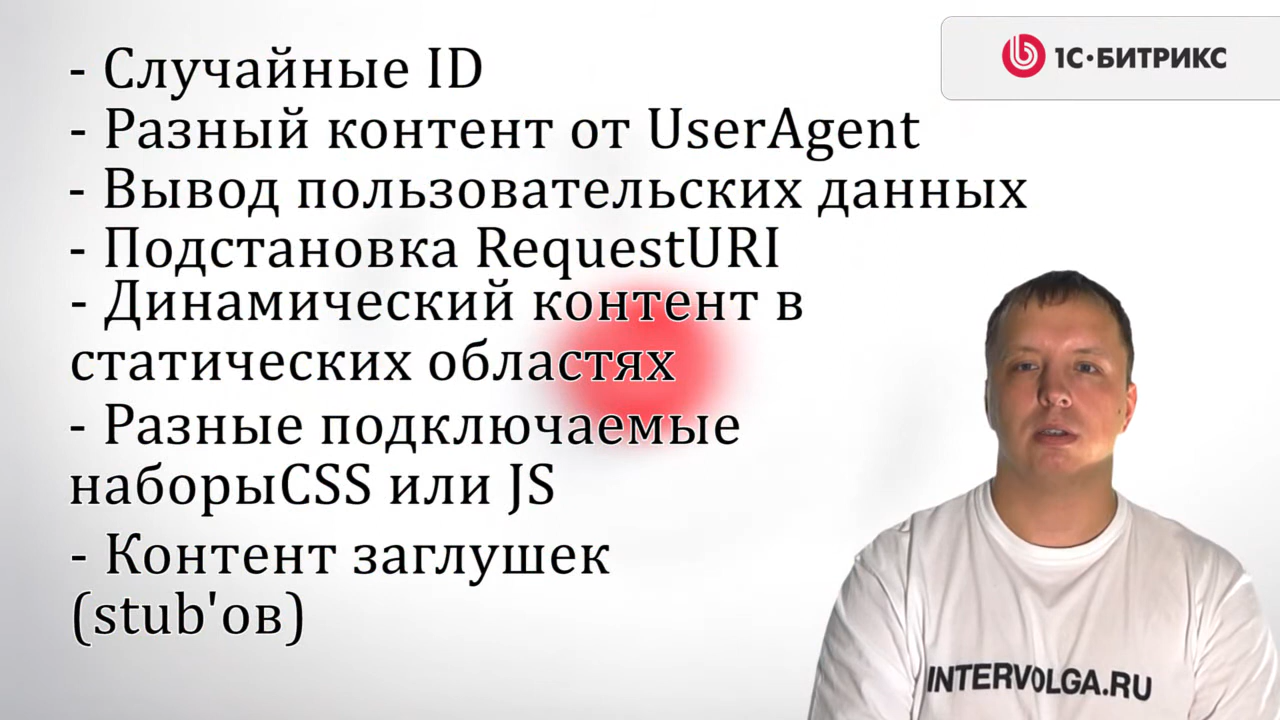 - Случайные ID
- Разный контент от UserAgent
- Вывод пользовательских данных
- Подстановка RequestURI
- Динамический контент в
статических областях
- Разные подключаемые
наборыCSS или JS
- Контент заглушек
(stub'ов)
1С•БИТРИКС
INTERVOLGA.RU